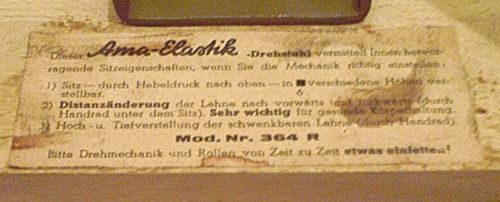 Dieser Ama-Elastik -Drehstuhl vermittelt Ihnen hervor-
ragende Sitzeigenschaften, wenn Sie die Mechanik richtig einstellen:
1) Sitz — durch Hebeldruck nach oben — in 6 verschiedene Höhen ver-
stellbar.
2) Distanzänderung der Lehne nach vorwärts und rückwärts (durch
Handrad unter dem Sitz). Sehr wichtig für gesunde Körperhaltung.
3) Hoch - u. Tiefverstellung der schwenkbaren Lehne (durch Handrad).
Mod. Nr. 364 R
Bitte Drehmechanik und Rollen von Zeit zu Zeit etwas einfetten!